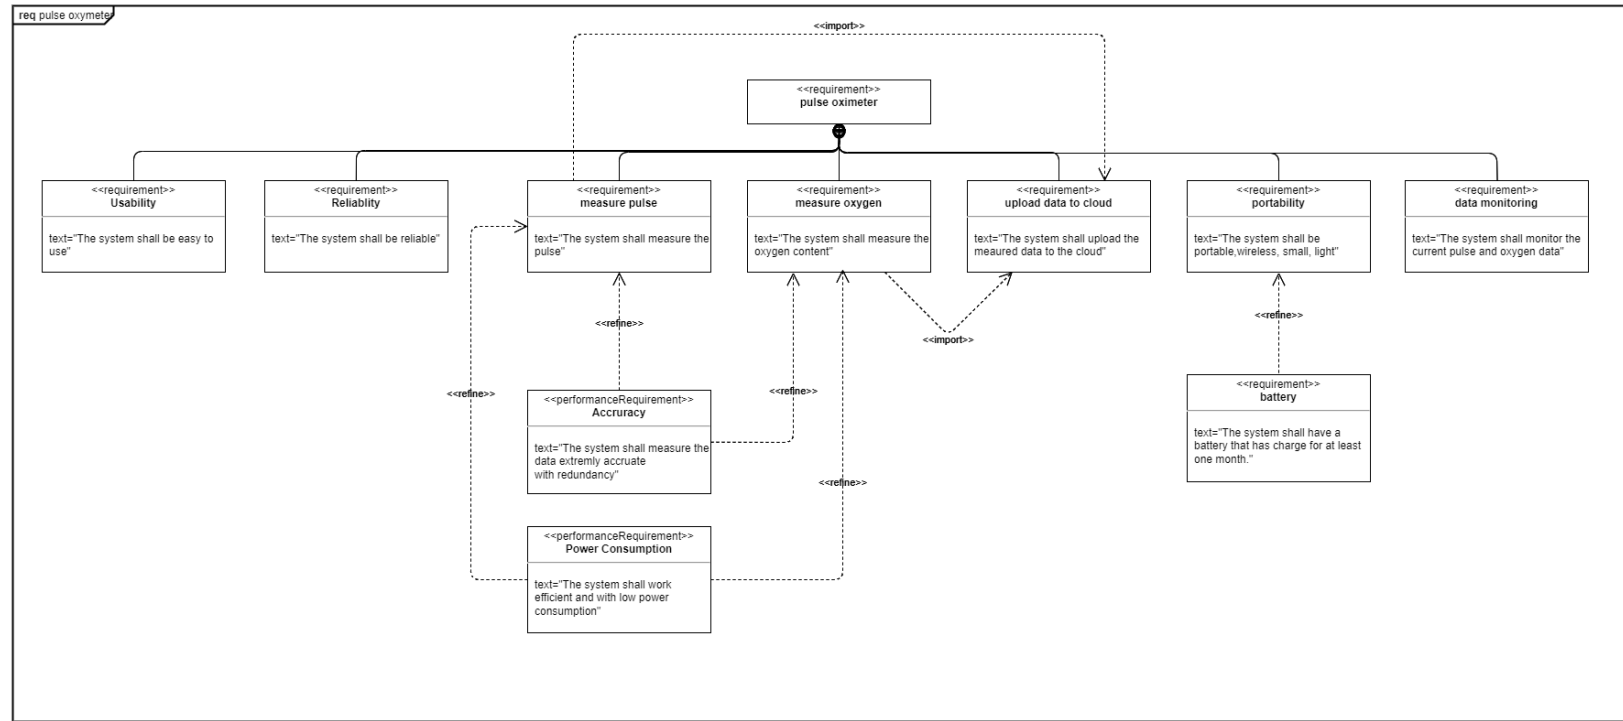 req pulse oxymeter
<<import>>
<<requirement>>
pulse oximeter
<<requirement>>
Usability
text="The system shall be easy to
use"
<<requirement>>
Reliablity
text="The system shall be reliable"
<<requirement>>
measure pulse
text="The system shall measure the
pulse"
<<requirement>>
measure oxygen
text="The system shall measure the
oxygen content"
<<requirement>>
upload data to cloud
text="The system shall upload the
meaured data to the cloud"
<<requirement>>
portability
text="The system shall be
portable,wireless, small, light"
<<requirement>>
data monitoring
text="The system shall monitor the
current pulse and oxygen data"
<<refine>>
<<refine>>
<<import>>
<<refine>>
<<refine>>
<<performanceRequirement>>
Accruracy
text="The system shall measure the
data extremly accruate
with redundancy"
<<requirement>>
battery
text="The system shall have a
battery that has charge for at least
one month."
<<refine>>
<<performanceRequirement>>
Power Consumption
text="The system shall work
efficient and with low power
consumption"